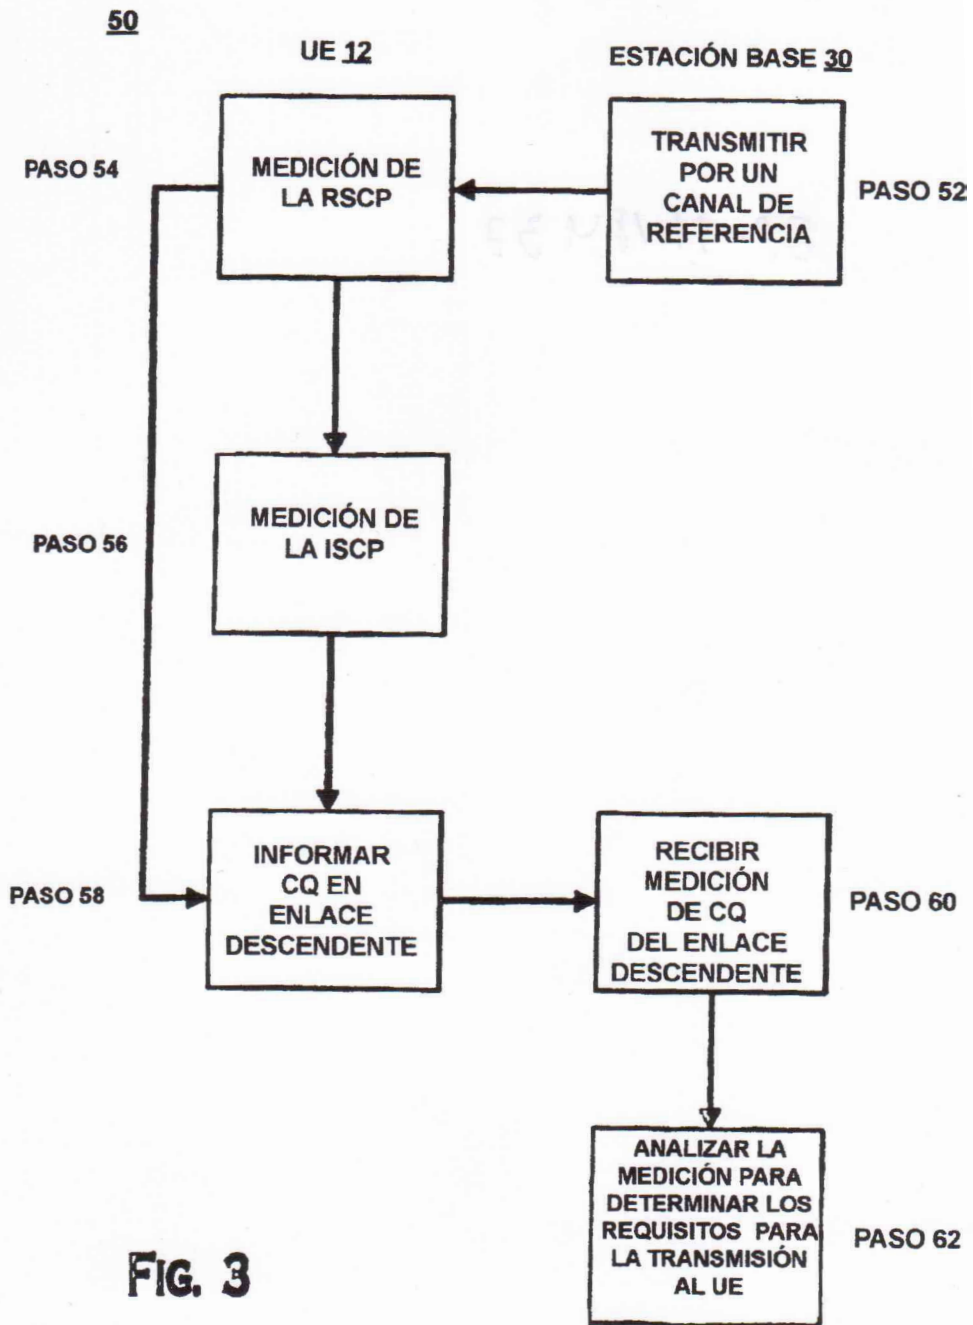 50
UE 12
ESTACIÓN BASE 30
PASO 54
MEDICIÓN DE
LA RSCP
TRANSMITIR
POR UN
CANAL DE
REFERENCIA
PASO 52
PASO 56
MEDICIÓN DE
LA ISCP
PASO 58
INFORMAR
CQ EN
ENLACE
DESCENDENTE
RECIBIR
MEDICIÓN
DE CQ
DEL ENLACE
DESCENDENTE
PASO 60
ANALIZAR LA
MEDICIÓN PARA
DETERMINAR LOS
REQUISITOS PARA
LA TRANSMISIÓN
AL UE
PASO 62
FIG. 3